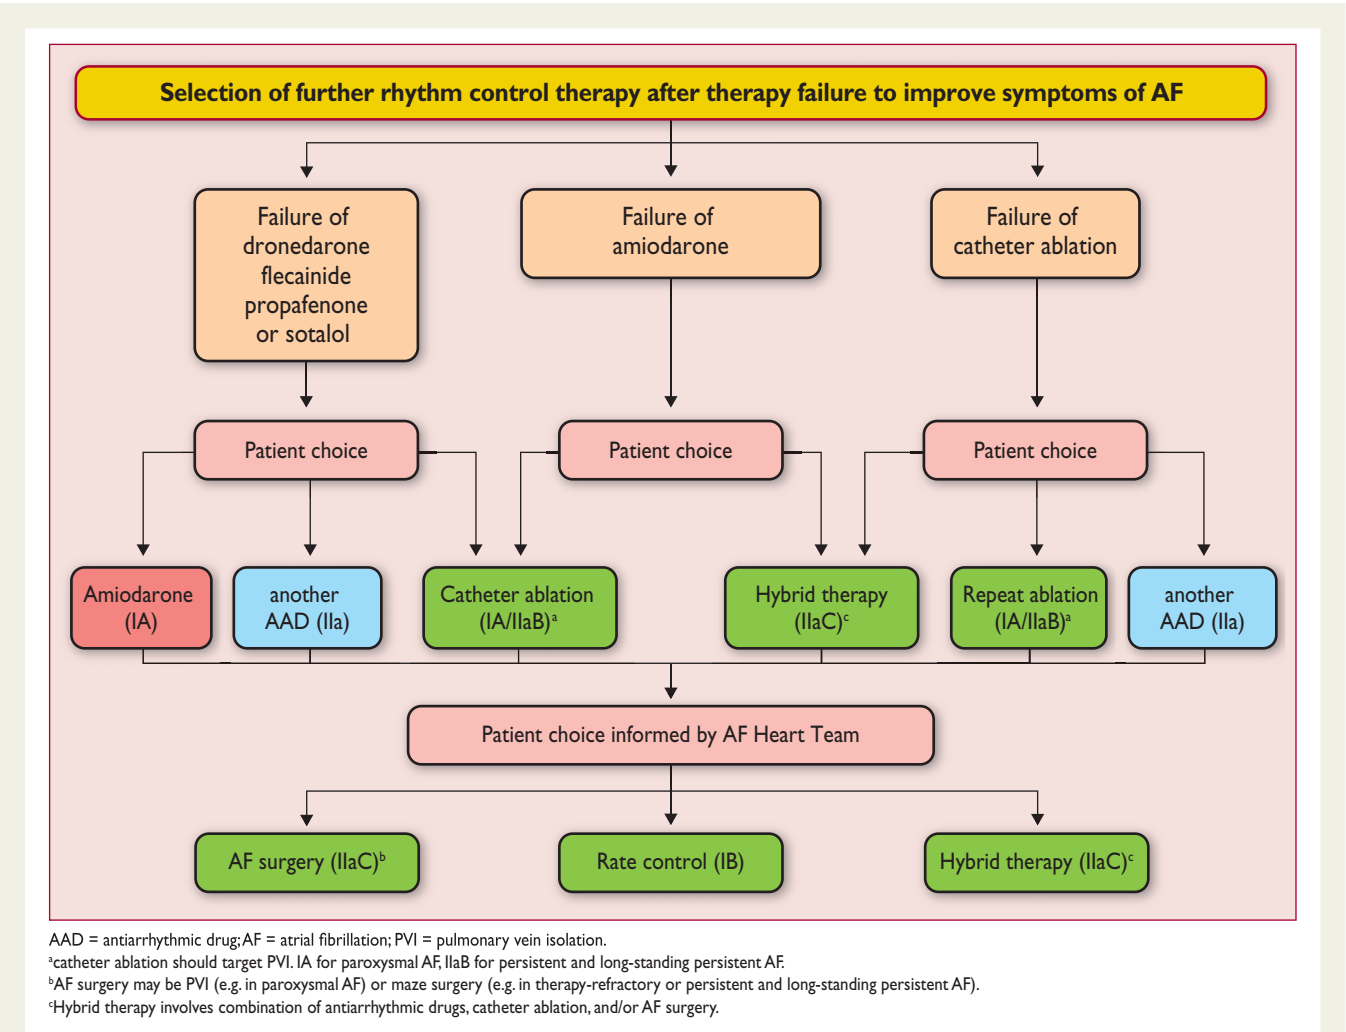 Selection of further rhythm control therapy after therapy failure to improve symptoms of AF
Failure of
dronedarone
flecainide
propafenone
or sotalol
Failure of
amiodarone
Failure of
catheter ablation
Patient choice
Patient choice
Patient choice
Amiodarone
(IA)
another
AAD (IIa)
Catheter ablation
(IA/IIaB)ᵃ
Hybrid therapy
(IIaC)ᶜ
Repeat ablation
(IA/IIaB)ᵃ
another
AAD (IIa)
Patient choice informed by AF Heart Team
AF surgery (IIaC)ᵇ
Rate control (IB)
Hybrid therapy (IIaC)ᶜ
AAD = antiarrhythmic drug; AF = atrial fibrillation; PVI = pulmonary vein isolation.
ᵃcatheter ablation should target PVI. IA for paroxysmal AF, IIaB for persistent and long-standing persistent AF.
ᵇAF surgery may be PVI (e.g. in paroxysmal AF) or maze surgery (e.g. in therapy-refractory or persistent and long-standing persistent AF).
ᶜHybrid therapy involves combination of antiarrhythmic drugs, catheter ablation, and/or AF surgery.